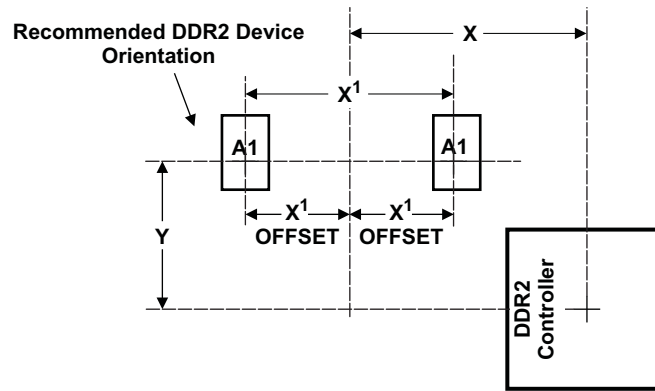 Recommended DDR2 Device
Orientation
X
X¹
A1
A1
X¹
X¹
OFFSET
OFFSET
Y
DDR2
Controller